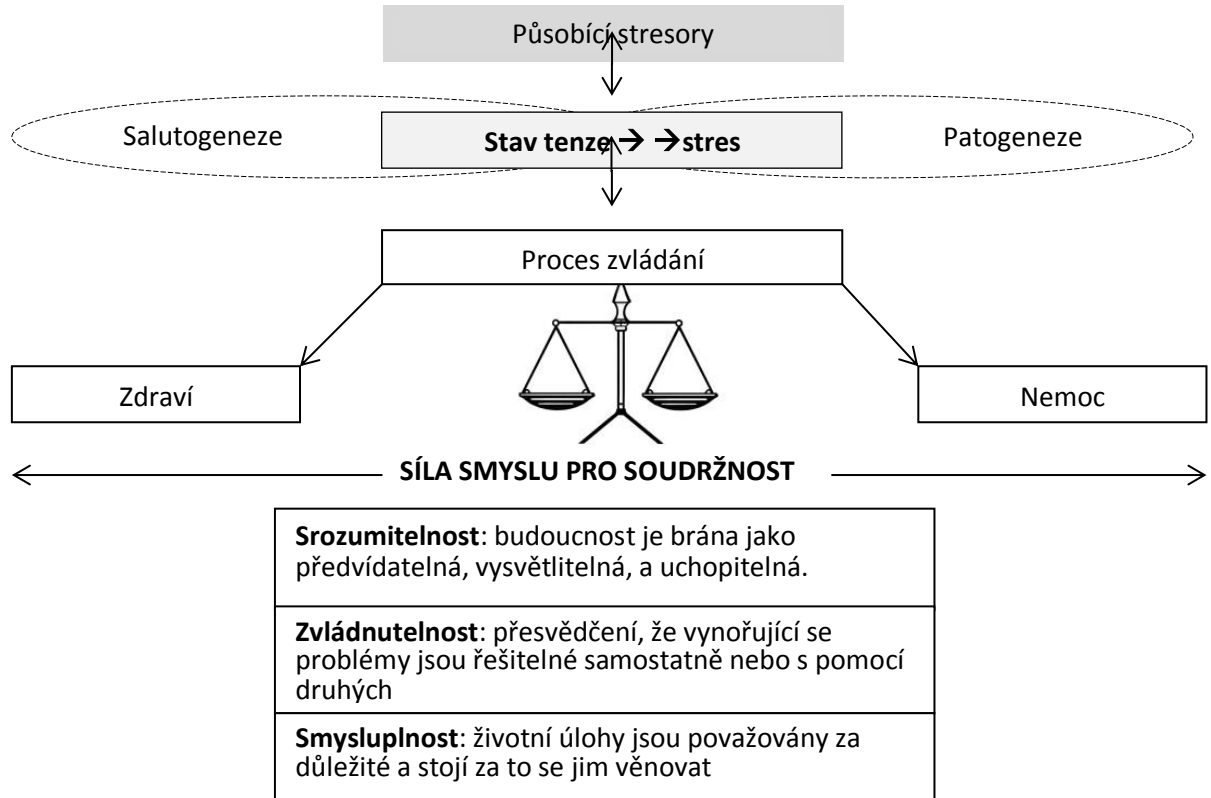 Působící stresory
Salutogeneze
Stav tenze → → stres
Patogeneze
Proces zvládání
Zdraví
Nemoc
SÍLA SMYSLU PRO SOUDRŽNOST
Srozumitelnost: budoucnost je brána jako
předvídatelná, vysvětlitelná, a uchopitelná.
Zvládnutelnost: přesvědčení, že vynořující se
problémy jsou řešitelné samostatně nebo s pomocí
druhých
Smysluplnost: životní úlohy jsou považovány za
důležité a stojí za to se jim věnovat